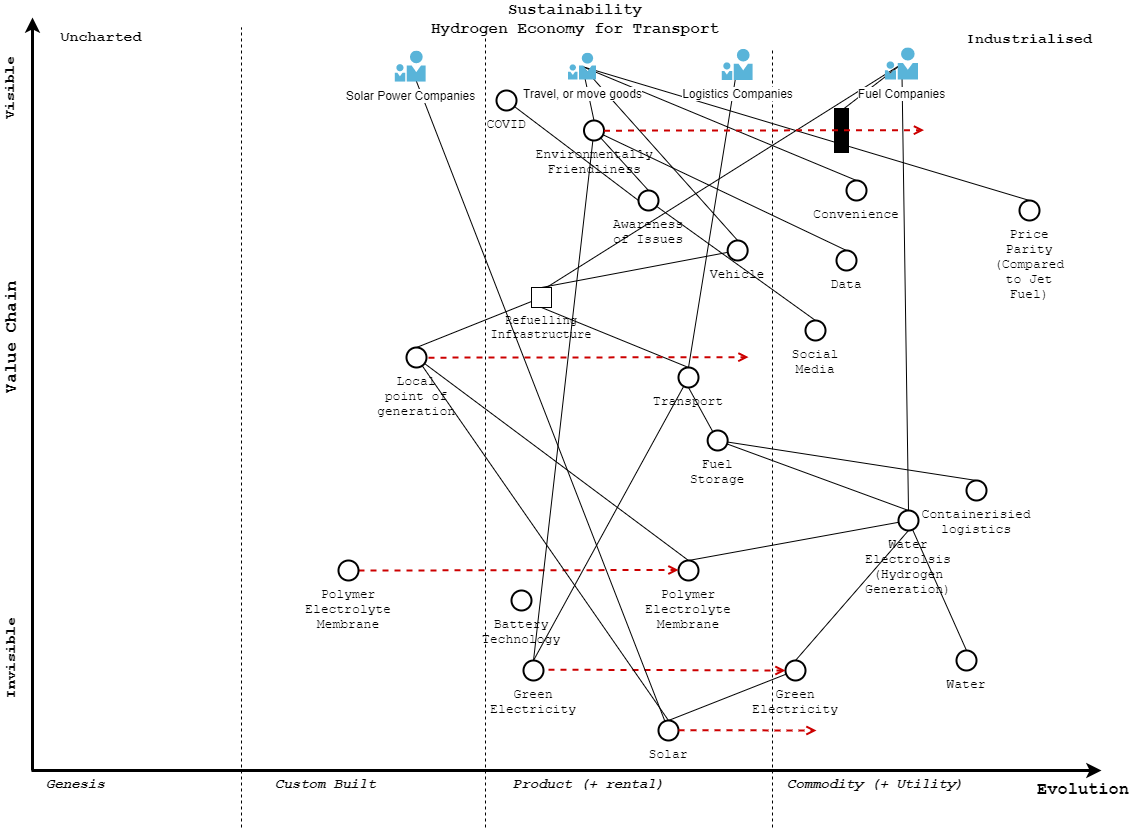 Sustainability
Hydrogen Economy for Transport
Uncharted
Industrialised
Visible
Value Chain
Invisible
Solar Power Companies
Travel, or move goods
Logistics Companies
Fuel Companies
COVID
Environmentally
Friendliness
Convenience
Awareness
of Issues
Price
Parity
(Compared
to Jet
Fuel)
Vehicle
Data
Refuelling
Infrastructure
Social
Media
Local
point of
generation
Transport
Fuel
Storage
Containerisied
logistics
Water
Electrolsis
(Hydrogen
Generation)
Polymer
Electrolyte
Membrane
Polymer
Electrolyte
Membrane
Battery
Technology
Green
Electricity
Green
Electricity
Water
Solar
Genesis
Custom Built
Product (+ rental)
Commodity (+ Utility)
Evolution